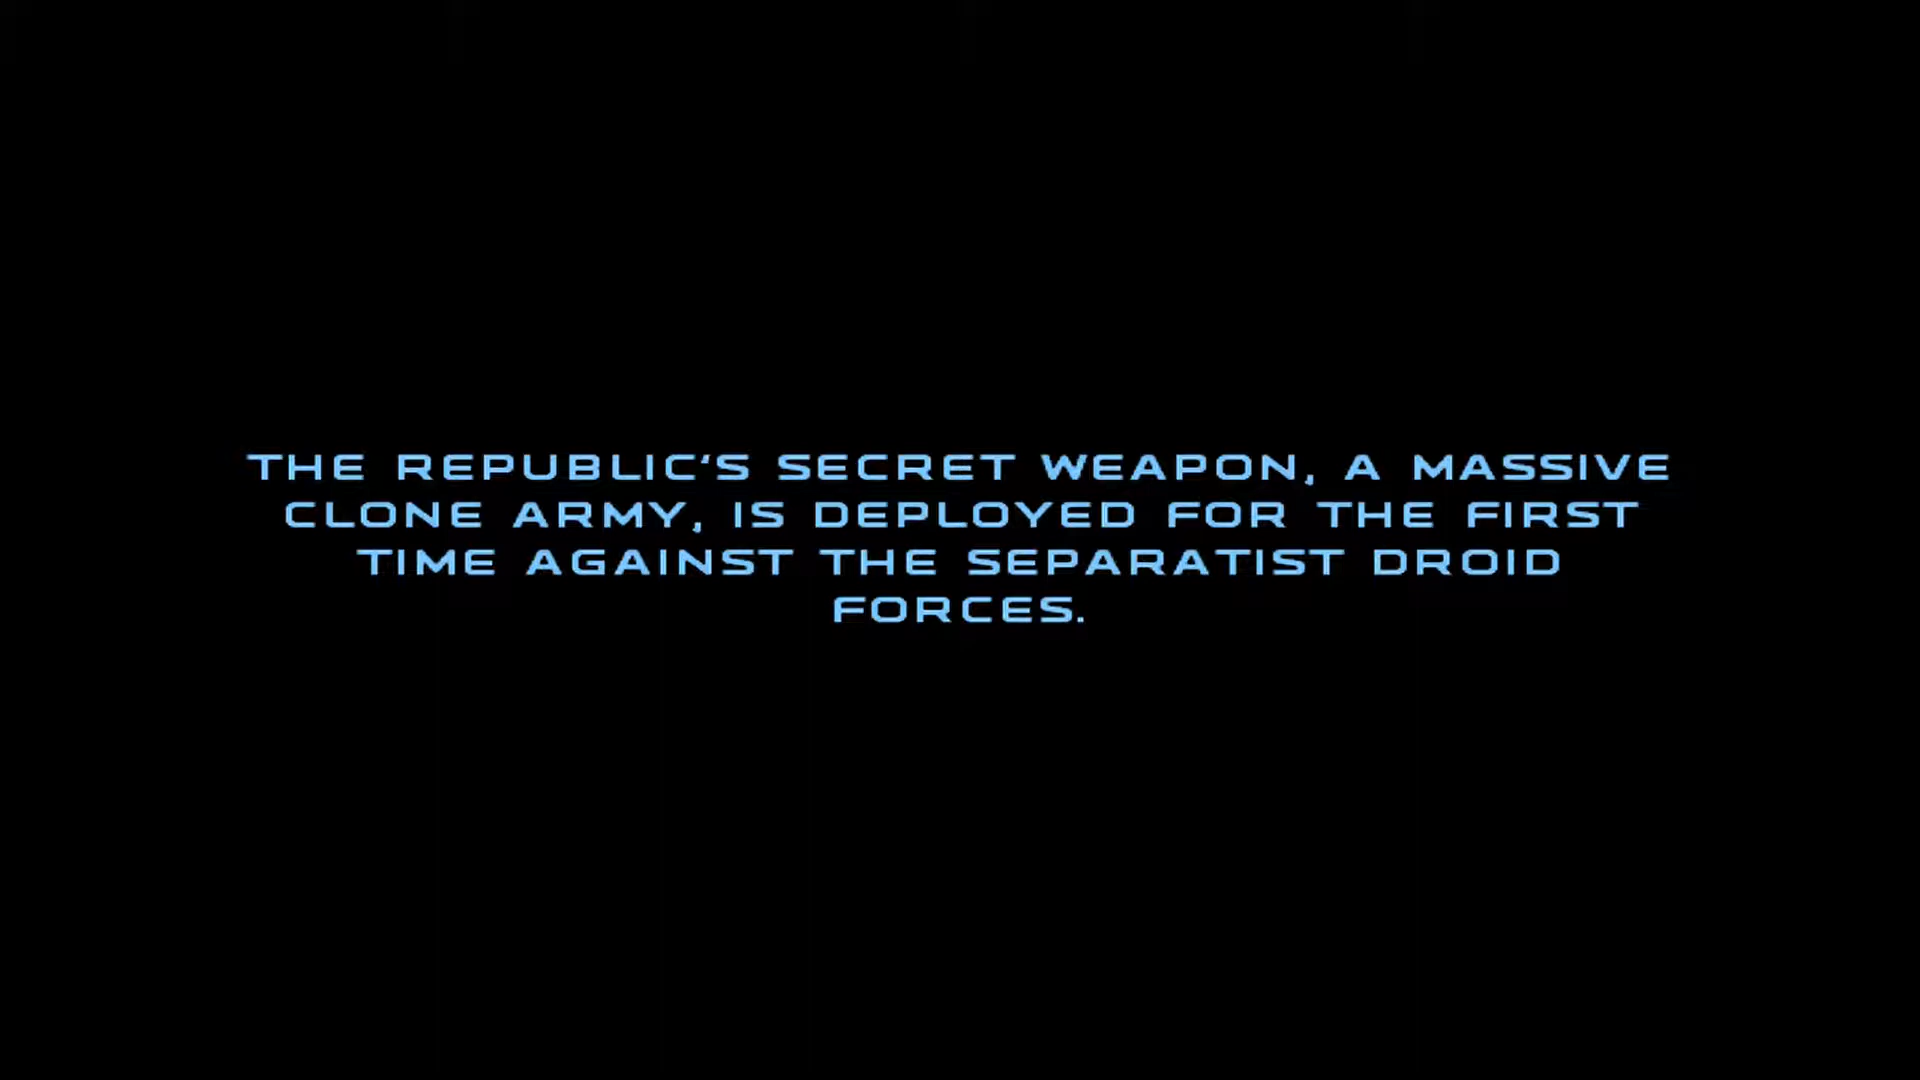 THE REPUBLIC‘S SECRET WEAPON, A MASSIVE
CLONE ARMY, IS DEPLOYED FOR THE FIRST
TIME AGAINST THE SEPARATIST DROID
FORCES.